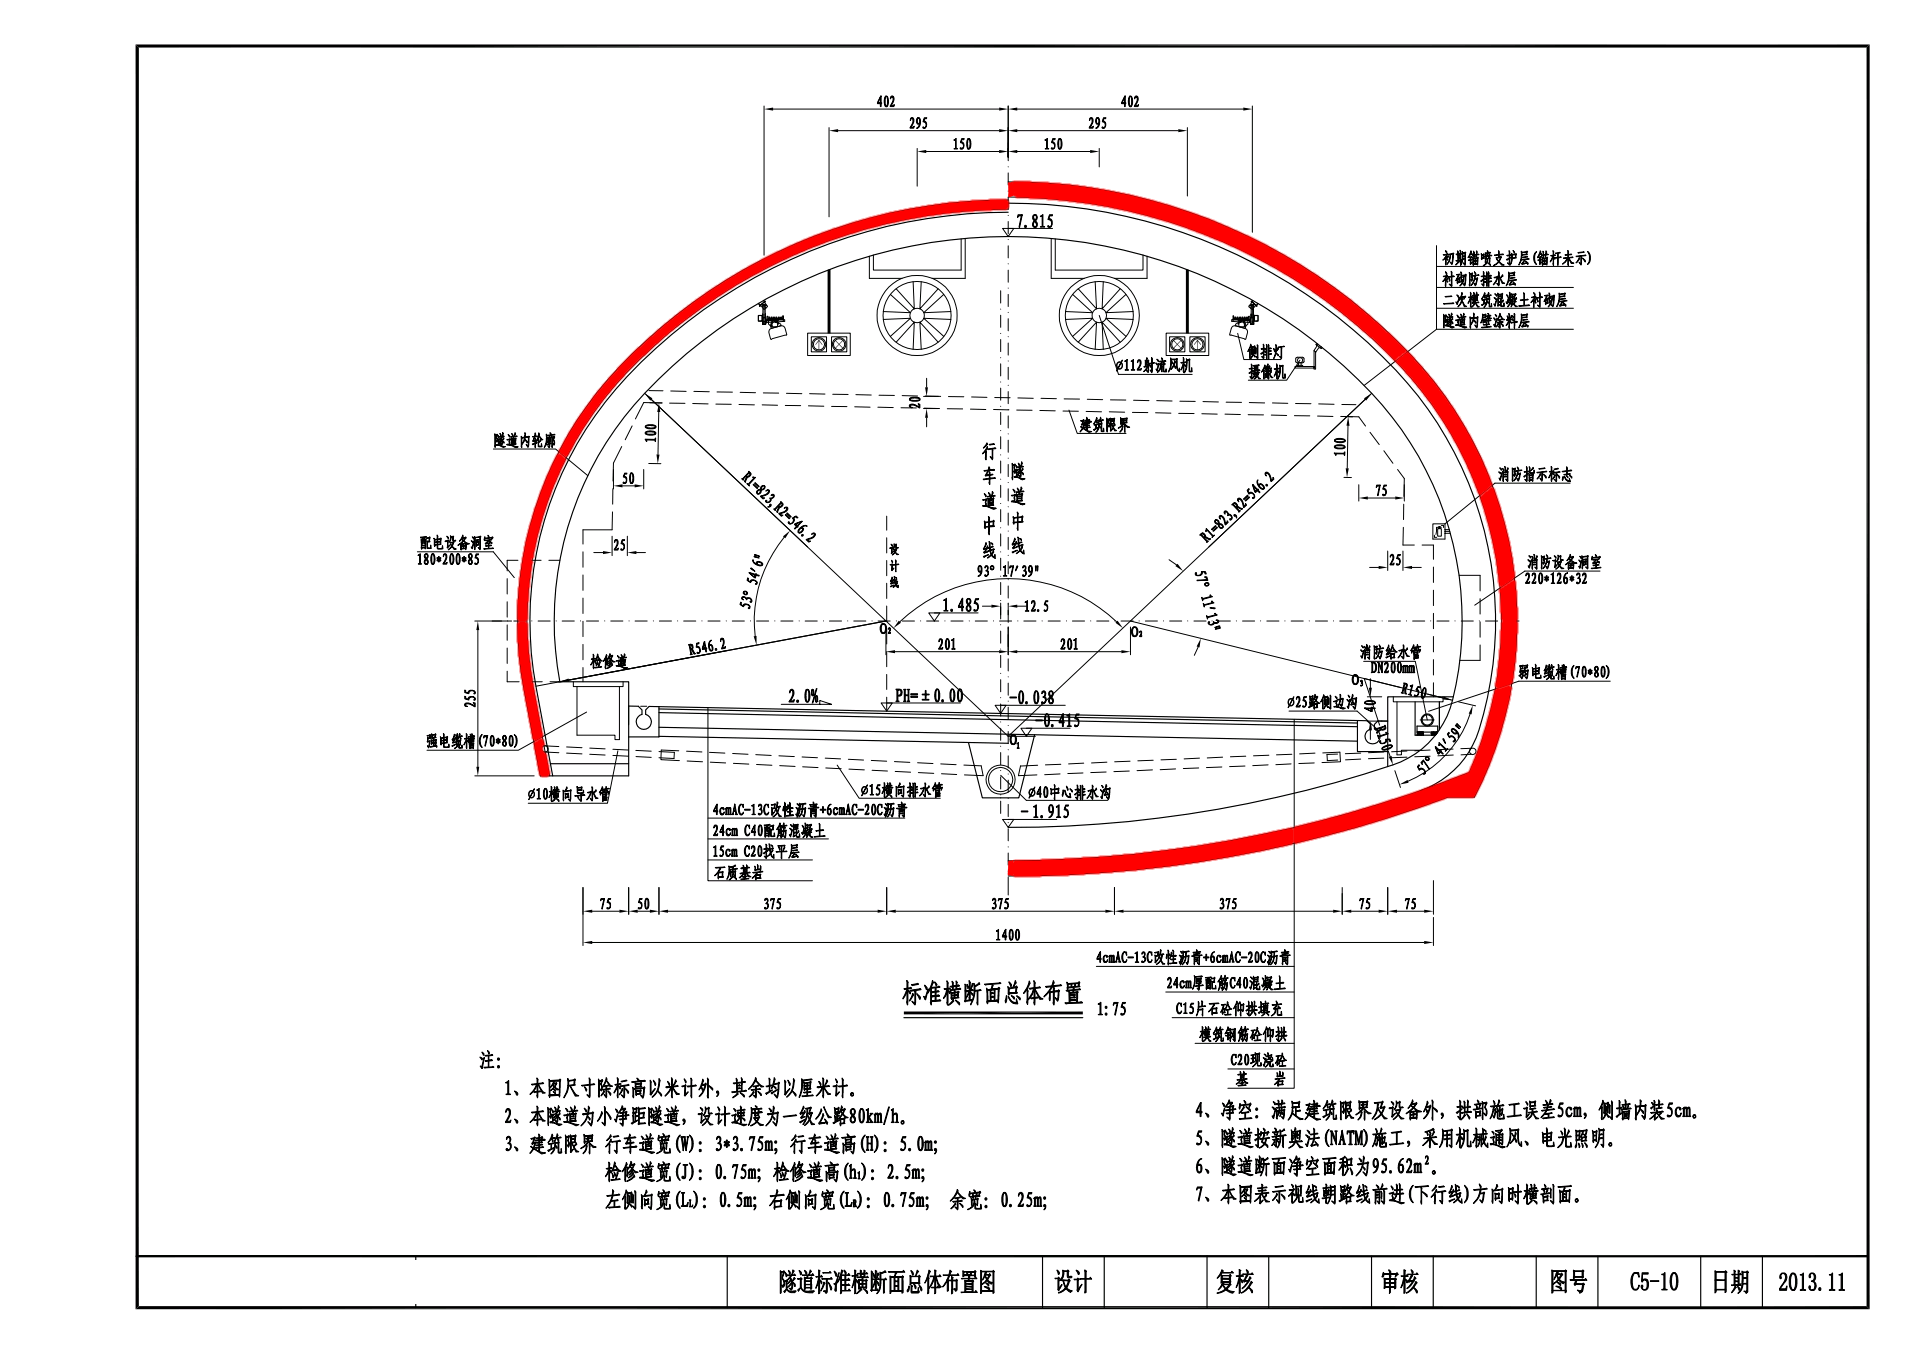 402
402
295
295
150
150
7.815
初期锚喷支护层(锚杆未示)
衬砌防排水层
二次模筑混凝土衬砌层
隧道内壁涂料层
侧排灯
摄像机
ø112射流风机
20
建筑限界
隧道内轮廓
100
100
50
75
行车道中线
隧道中线
R1=823,R2=546.2
R1=823,R2=546.2
消防指示标志
配电设备洞室
180*200*85
25
25
设计线
消防设备洞室
220*126*32
53° 54'6"
93° 17'39"
57° 11'13"
1.485
12.5
O₂
O₂
201
201
R546.2
检修道
消防给水管
DN200mm
弱电缆槽(70*80)
O₃
R150
40
255
2.0%
PH=±0.00
-0.038
ø25路侧边沟
-0.415
R150
57° 41'59"
强电缆槽(70*80)
O₁
ø10横向导水管
ø15横向排水管
ø40中心排水沟
-1.915
4cmAC-13C改性沥青+6cmAC-20C沥青
24cm C40配筋混凝土
15cm C20找平层
石质基岩
75
50
375
375
375
75
75
1400
4cmAC-13C改性沥青+6cmAC-20C沥青
24cm厚配筋C40混凝土
C15片石砼仰拱填充
模筑钢筋砼仰拱
C20现浇砼
基 岩
标准横断面总体布置 1:75
注:
1、本图尺寸除标高以米计外，其余均以厘米计。
2、本隧道为小净距隧道，设计速度为一级公路80km/h。
3、建筑限界 行车道宽(W): 3*3.75m; 行车道高(H): 5.0m;
检修道宽(J): 0.75m; 检修道高(h₁): 2.5m;
左侧向宽(Lʟ): 0.5m; 右侧向宽(Lʀ): 0.75m; 余宽: 0.25m;
4、净空: 满足建筑限界及设备外，拱部施工误差5cm，侧墙内装5cm。
5、隧道按新奥法(NATM)施工，采用机械通风、电光照明。
6、隧道断面净空面积为95.62m²。
7、本图表示视线朝路线前进(下行线)方向时横剖面。
隧道标准横断面总体布置图 设计 复核 审核 图号 C5-10 日期 2013.11